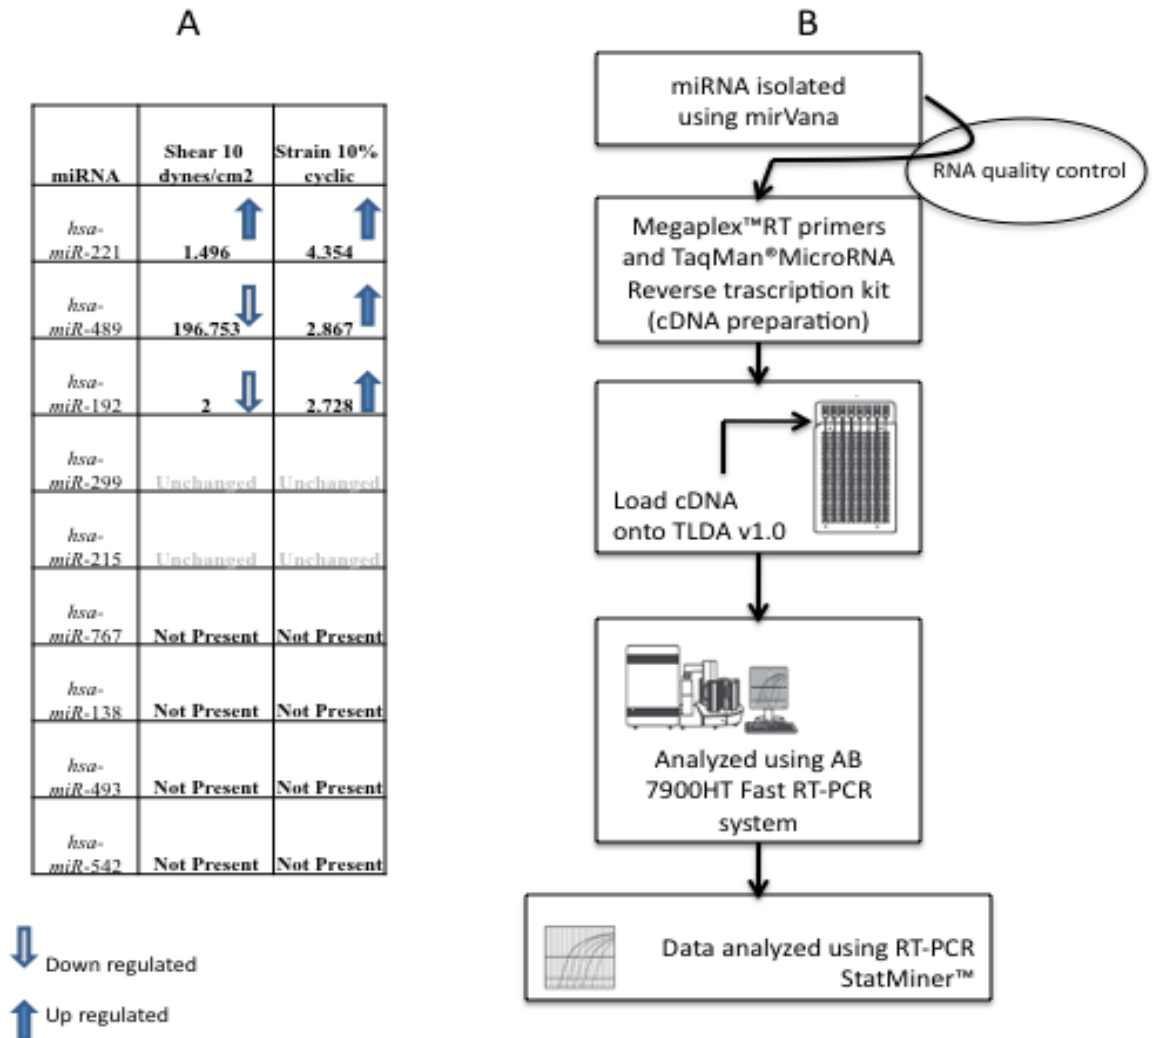 A
miRNA
Shear 10
dynes/cm2
Strain 10%
cyclic
hsa-
miR-221
1.496
4.354
hsa-
miR-489
196.753
2.867
hsa-
miR-192
2
2.728
hsa-
miR-299
Unchanged
Unchanged
hsa-
miR-215
Unchanged
Unchanged
hsa-
miR-767
Not Present
Not Present
hsa-
miR-138
Not Present
Not Present
hsa-
miR-493
Not Present
Not Present
hsa-
miR-542
Not Present
Not Present
Down regulated
Up regulated
B
miRNA isolated
using mirVana
RNA quality control
Megaplex™RT primers
and TaqMan®MicroRNA
Reverse trascription kit
(cDNA preparation)
Load cDNA
onto TLDA v1.0
Analyzed using AB
7900HT Fast RT-PCR
system
Data analyzed using RT-PCR
StatMiner™